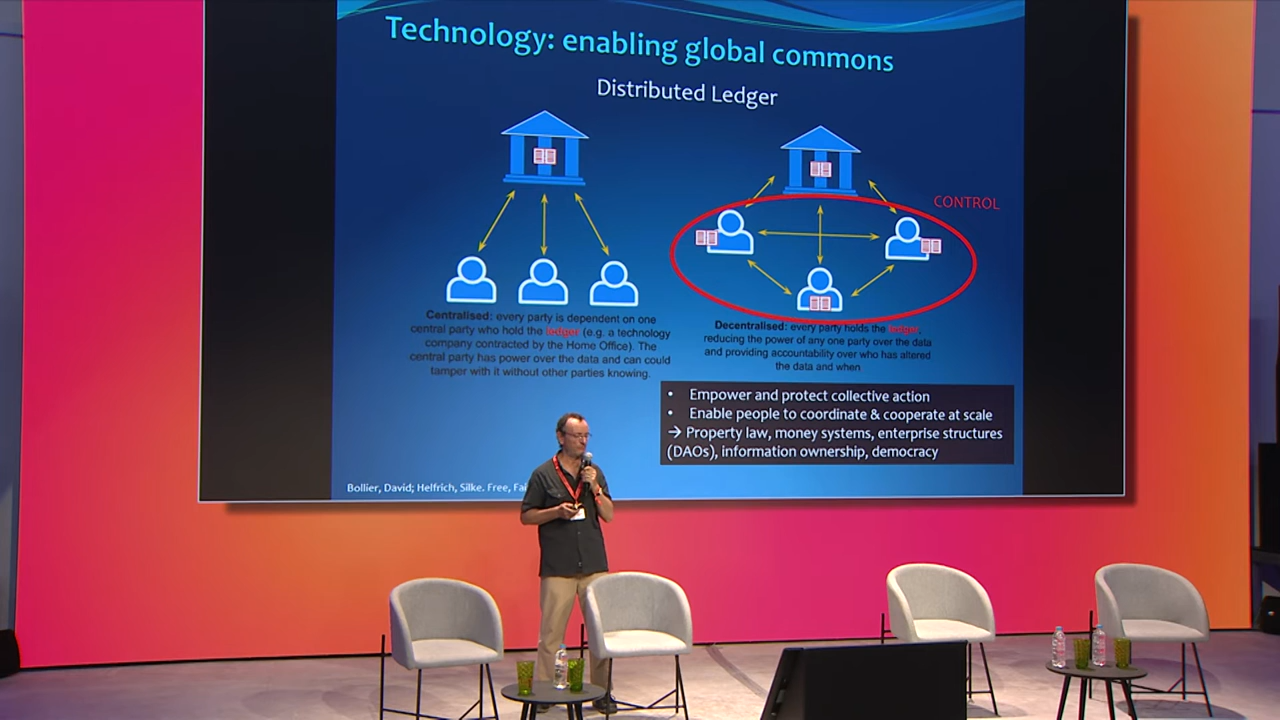 Technology: enabling global commons
Distributed Ledger
CONTROL
Centralised: every party is dependent on one
central party who hold the ledger (e.g. a technology
company contracted by the Home Office). The
central party has power over the data and can could
tamper with it without other parties knowing.
Decentralised: every party holds the ledger,
reducing the power of any one party over the data
and providing accountability over who has altered
the data and when
• Empower and protect collective action
• Enable people to coordinate & cooperate at scale
→ Property law, money systems, enterprise structures
(DAOs), information ownership, democracy
Bollier, David; Helfrich, Silke. Free,